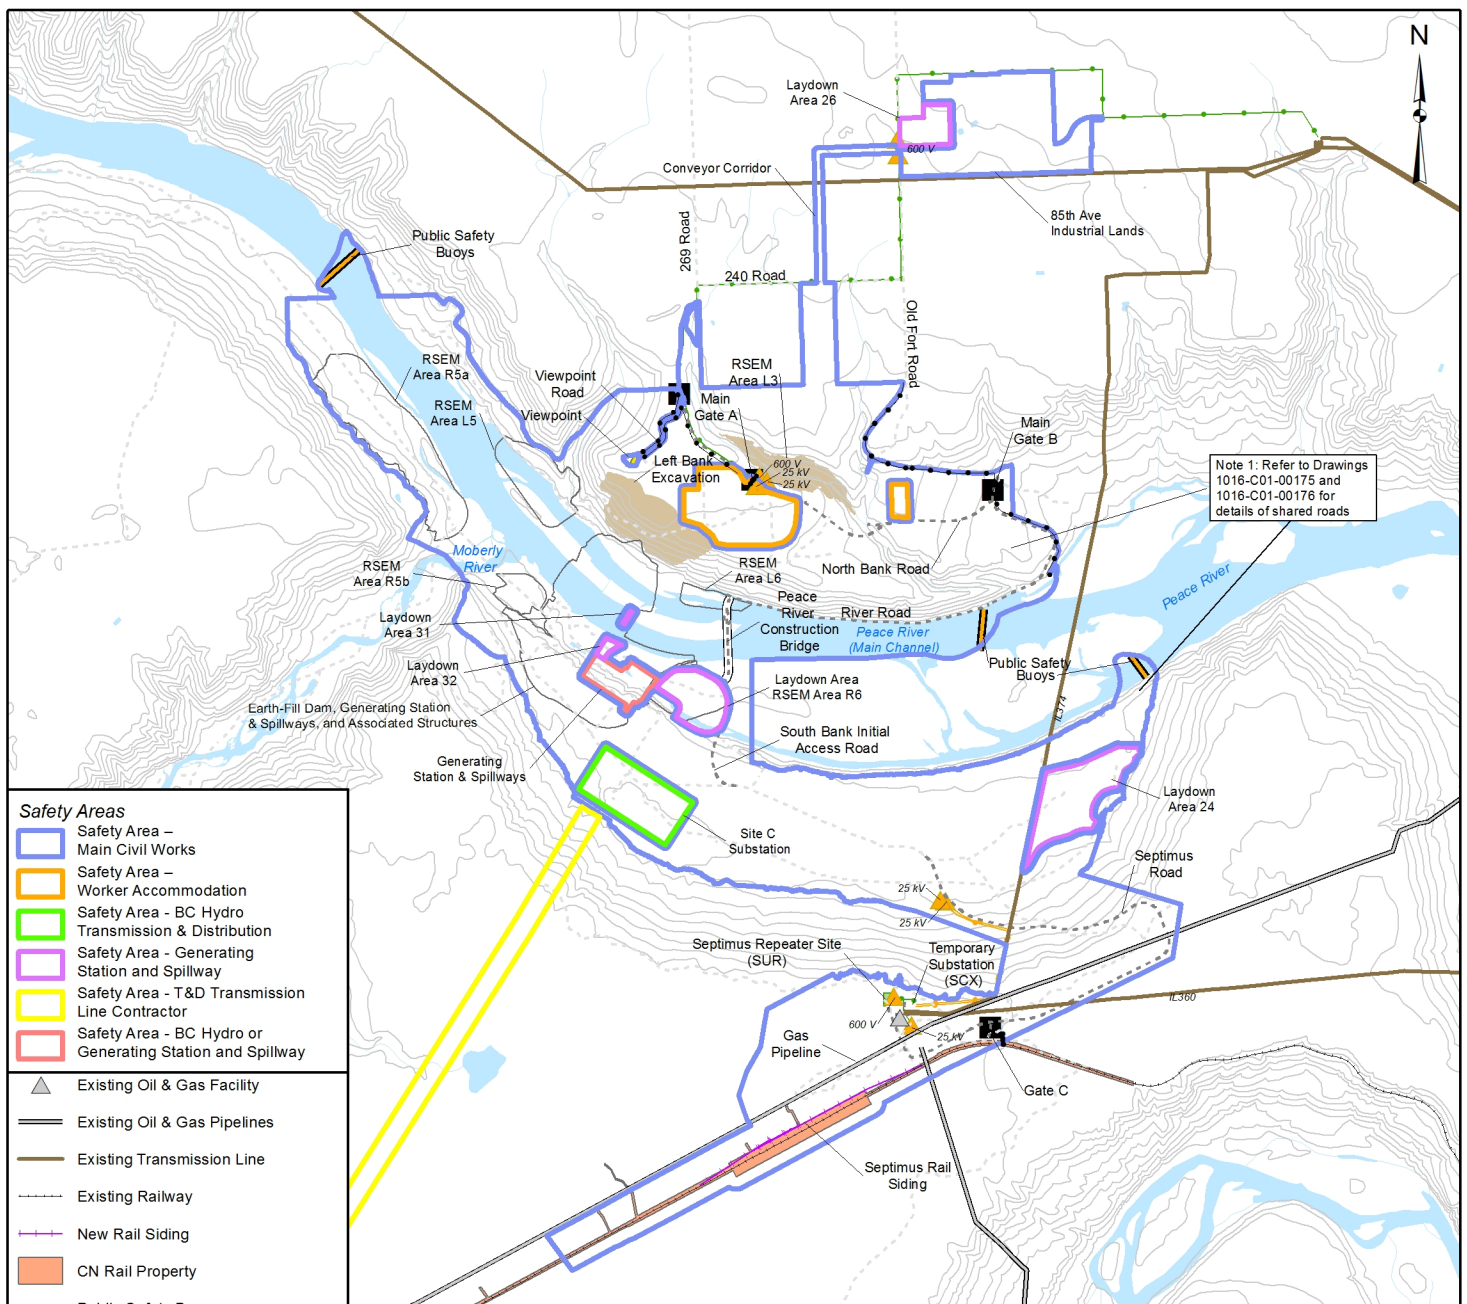 N
Laydown
Area 26
600 V
Conveyor Corridor
85th Ave
Industrial Lands
269 Road
Public Safety
Buoys
240 Road
Old Fort Road
RSEM
Area R5a
Viewpoint
Road
RSEM
Area L3
RSEM
Area L5
Viewpoint
Main
Gate A
Main
Gate B
Left Bank
Excavation
600 V
25 kV
25 kV
Note 1: Refer to Drawings
1016-C01-00175 and
1016-C01-00176 for
details of shared roads
Moberly
River
RSEM
Area R5b
RSEM
Area L6
North Bank Road
Peace River
Peace
River
Construction
Bridge
River Road
Laydown
Area 31
Peace River
(Main Channel)
Laydown
Area 32
Public Safety
Buoys
Laydown Area
RSEM Area R6
Earth-Fill Dam, Generating Station
& Spillways, and Associated Structures
1L374
South Bank Initial
Access Road
Generating
Station & Spillways
Laydown
Area 24
Site C
Substation
Septimus
Road
25 kV
25 kV
Septimus Repeater Site
(SUR)
Temporary
Substation
(SCX)
1L360
600 V
25 kV
Gas
Pipeline
Gate C
Septimus Rail
Siding
Safety Areas
Safety Area –
Main Civil Works
Safety Area –
Worker Accommodation
Safety Area - BC Hydro
Transmission & Distribution
Safety Area - Generating
Station and Spillway
Safety Area - T&D Transmission
Line Contractor
Safety Area - BC Hydro or
Generating Station and Spillway
Existing Oil & Gas Facility
Existing Oil & Gas Pipelines
Existing Transmission Line
Existing Railway
New Rail Siding
CN Rail Property